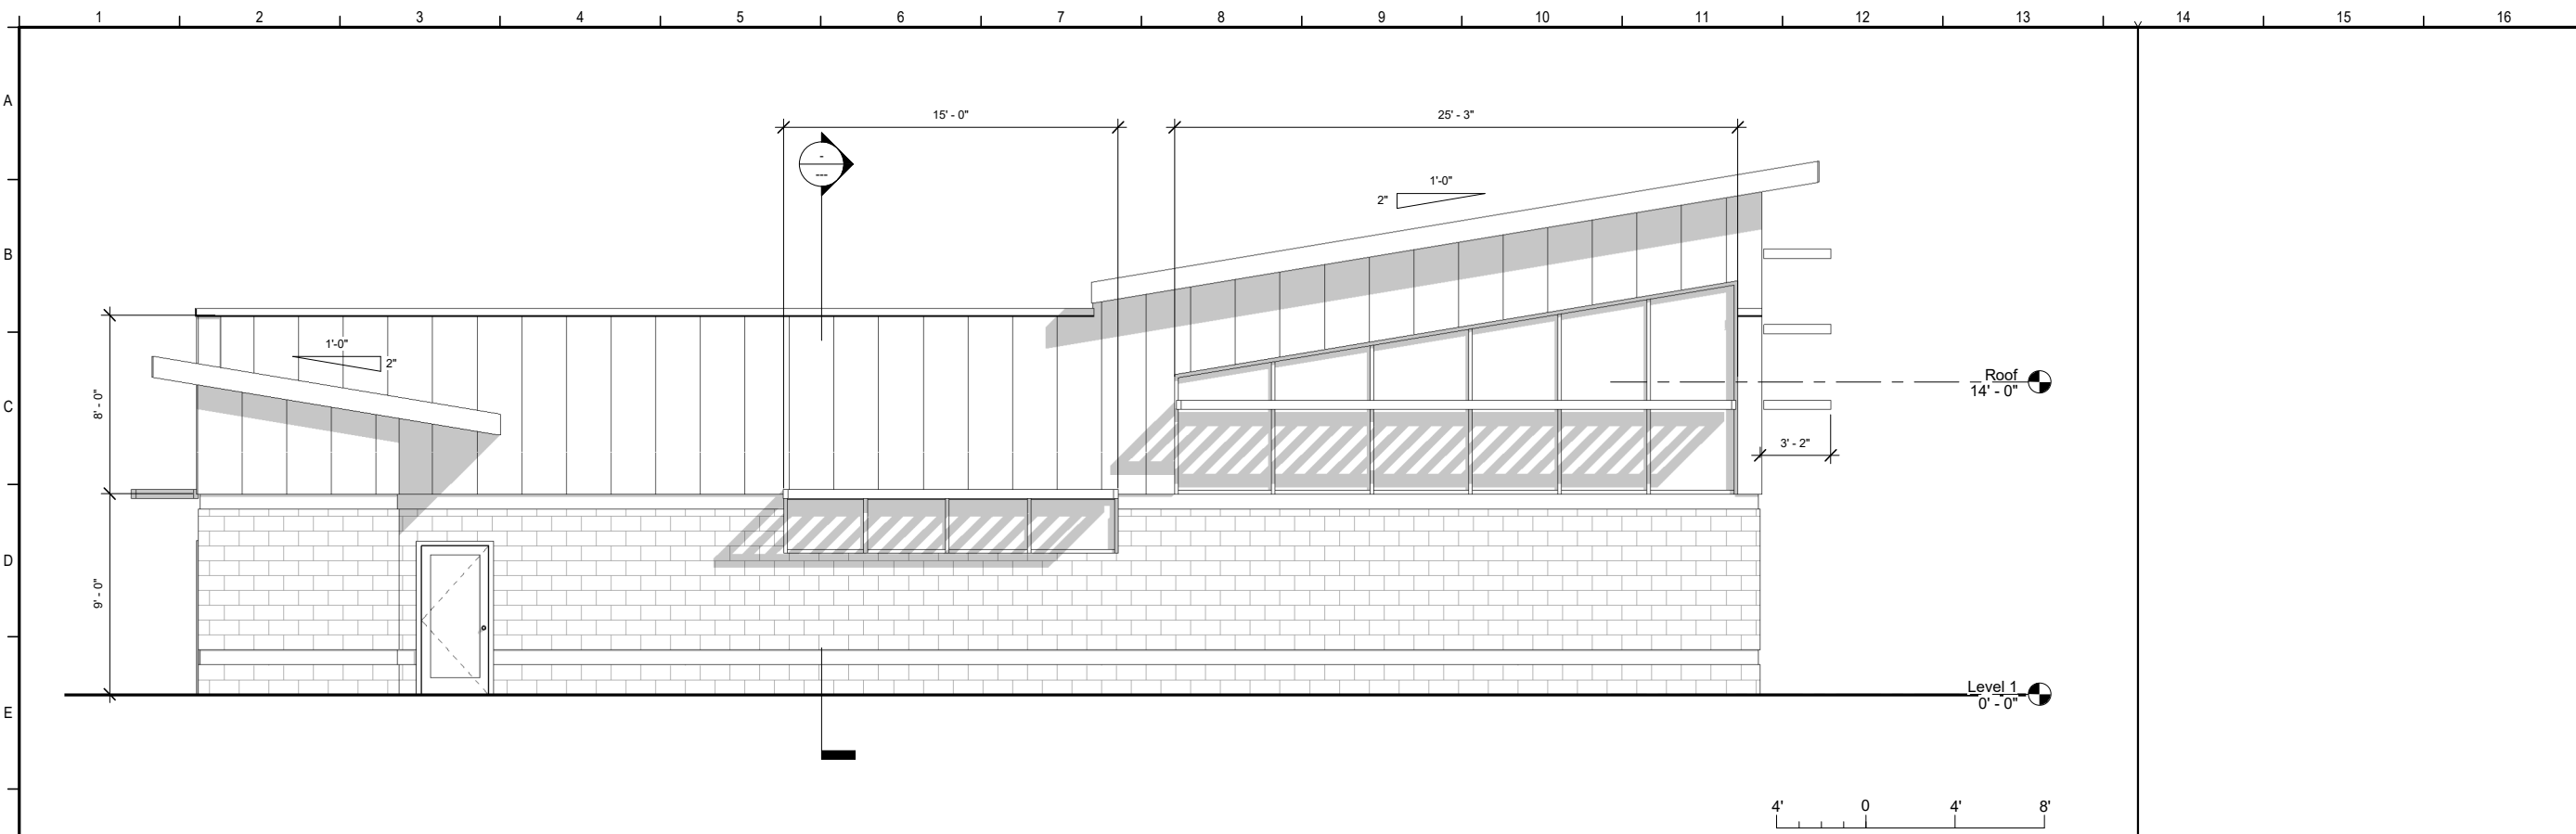 1 2 3 4 5 6 7 8 9 10 11 12 13 14 15 16
A
15' - 0"
25' - 3"
-
---
1'-0"
2"
B
1'-0"
2"
Roof
14' - 0"
C
8' - 0"
3' - 2"
D
9' - 0"
Level 1
0' - 0"
E
4' 0 4' 8'